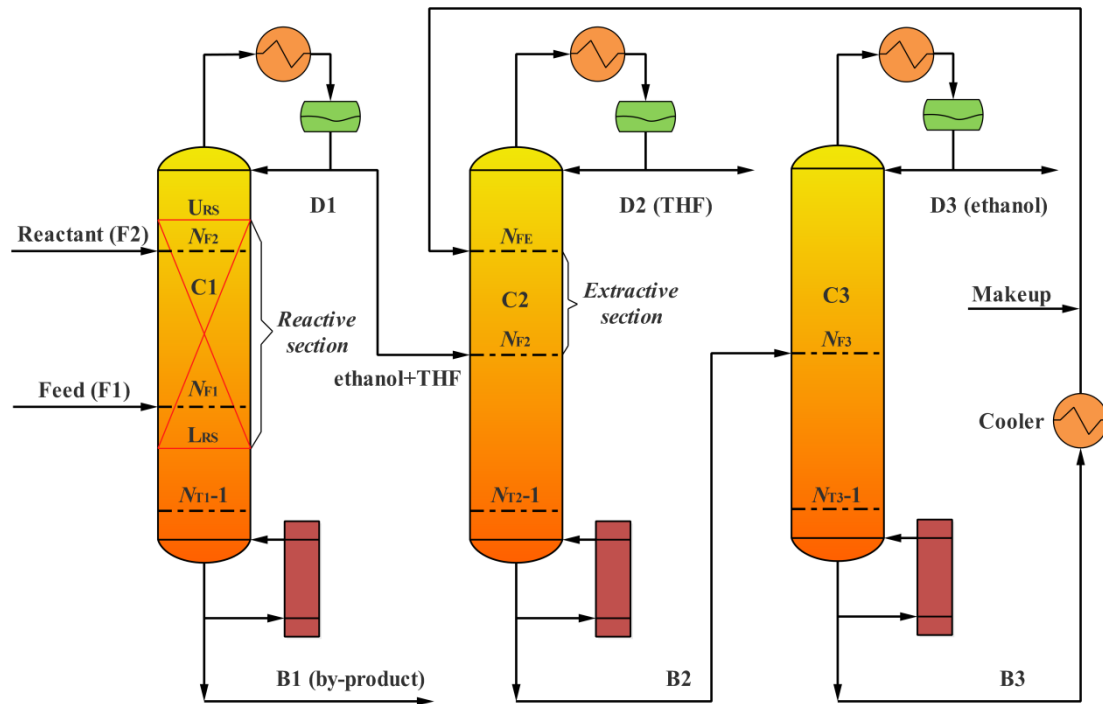 D1
D2 (THF)
D3 (ethanol)
URS
Reactant (F2)
NF2
C1
Reactive
section
Feed (F1)
NF1
LRS
NT1-1
B1 (by-product)
NFE
C2
Extractive
section
NF2
ethanol+THF
NT2-1
B2
C3
NF3
NT3-1
Makeup
Cooler
B3